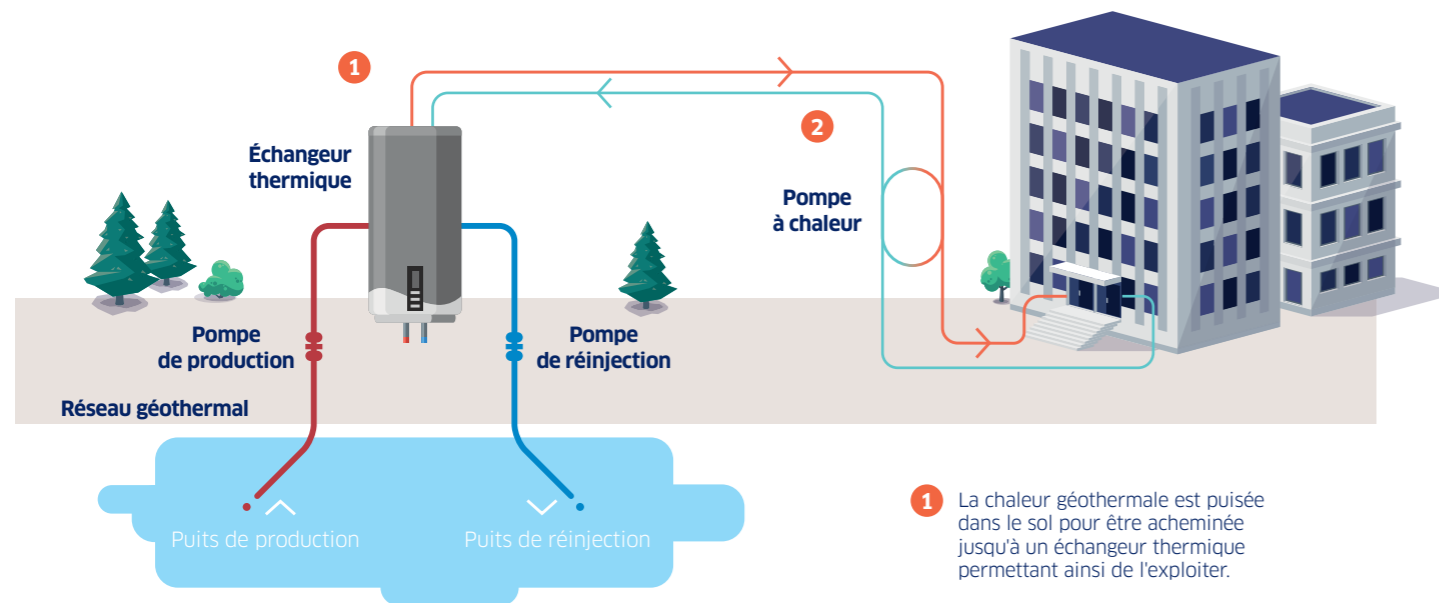 1
2
Échangeur
thermique
Pompe
à chaleur
Pompe
de production
Pompe
de réinjection
Réseau géothermal
Puits de production
Puits de réinjection
1 La chaleur géothermale est puisée
dans le sol pour être acheminée
jusqu'à un échangeur thermique
permettant ainsi de l'exploiter.